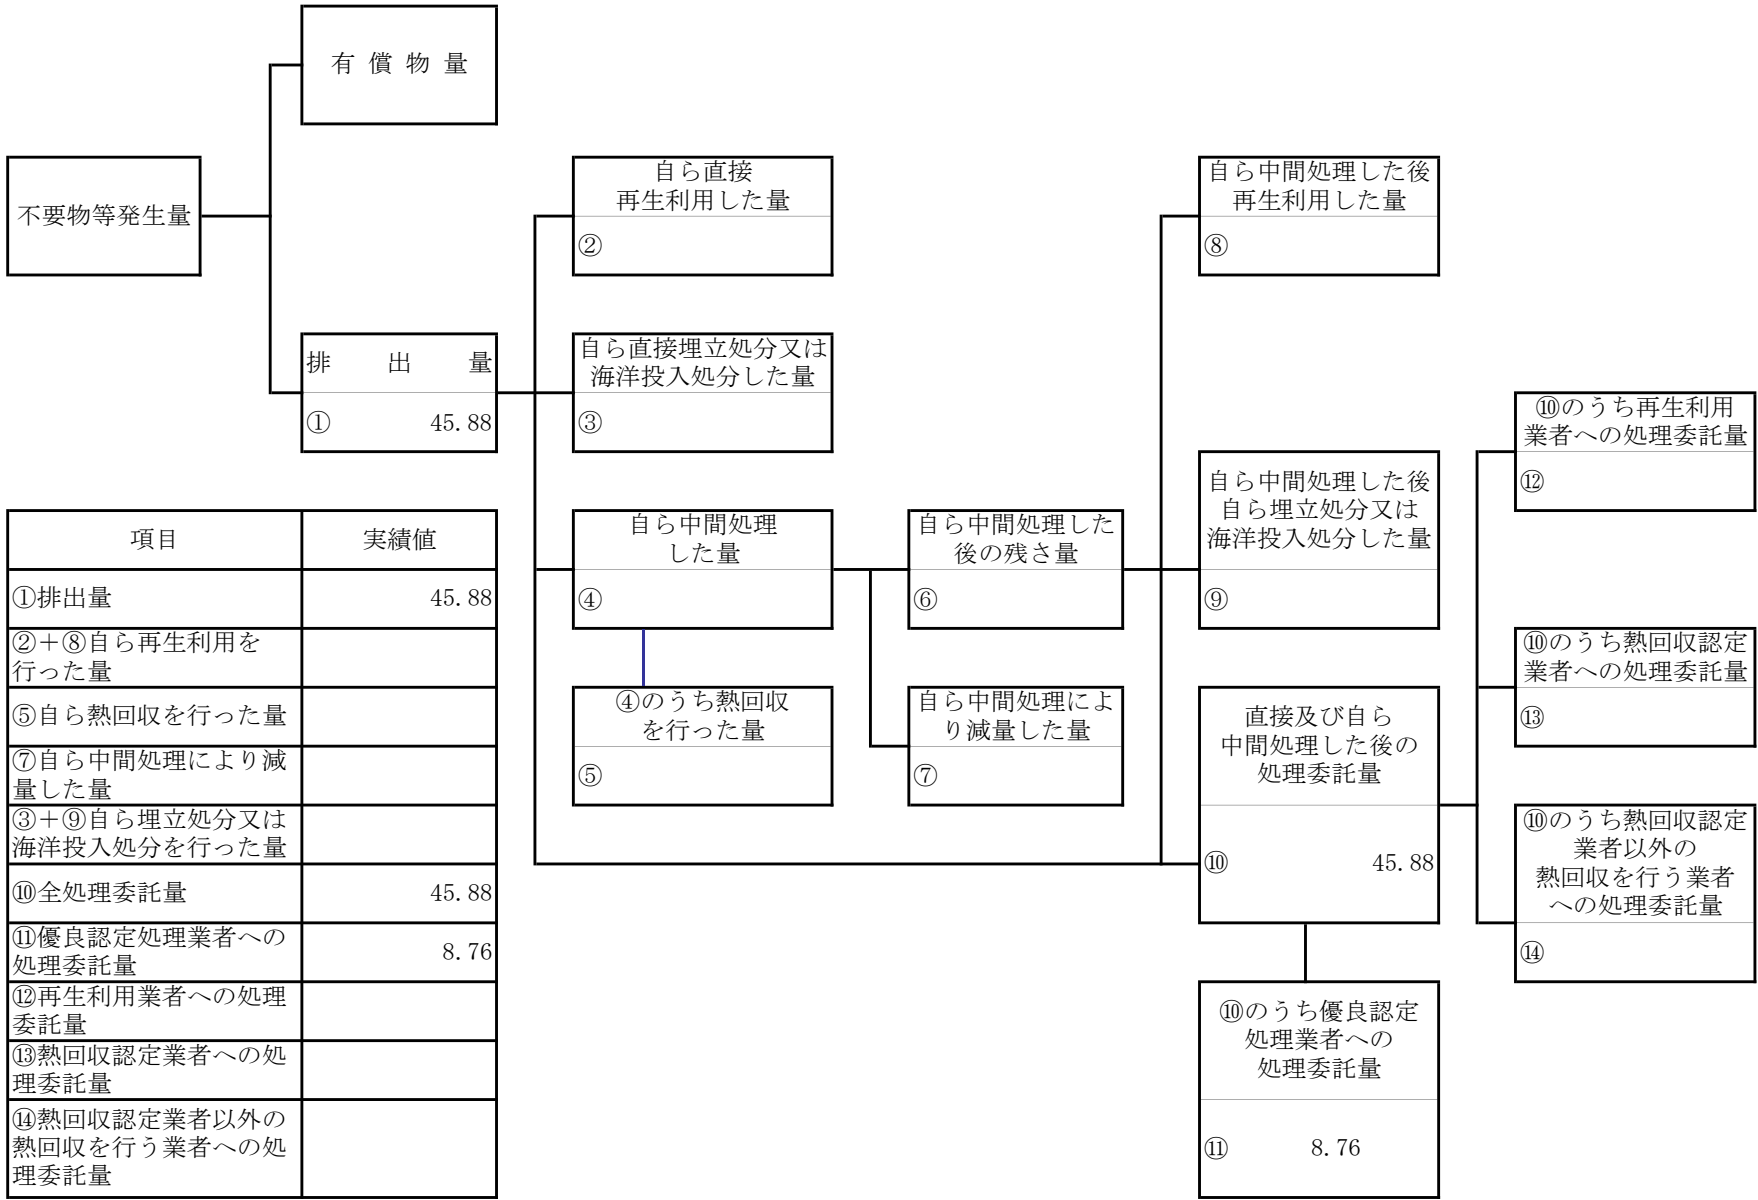 有 償 物 量
不要物等発生量
排 出 量
① 45.88
自ら直接
再生利用した量
②
自ら直接埋立処分又は
海洋投入処分した量
③
自ら中間処理
した量
④
④のうち熱回収
を行った量
⑤
自ら中間処理した
後の残さ量
⑥
自ら中間処理によ
り減量した量
⑦
自ら中間処理した後
再生利用した量
⑧
自ら中間処理した後
自ら埋立処分又は
海洋投入処分した量
⑨
直接及び自ら
中間処理した後の
処理委託量
⑩ 45.88
⑩のうち優良認定
処理業者への
処理委託量
⑪ 8.76
⑩のうち再生利用
業者への処理委託量
⑫
⑩のうち熱回収認定
業者への処理委託量
⑬
⑩のうち熱回収認定
業者以外の
熱回収を行う業者
への処理委託量
⑭
項目 実績値
①排出量 45.88
②＋⑧自ら再生利用を
行った量
⑤自ら熱回収を行った量
⑦自ら中間処理により減
量した量
③＋⑨自ら埋立処分又は
海洋投入処分を行った量
⑩全処理委託量 45.88
⑪優良認定処理業者への
処理委託量 8.76
⑫再生利用業者への処理
委託量
⑬熱回収認定業者への処
理委託量
⑭熱回収認定業者以外の
熱回収を行う業者への処
理委託量